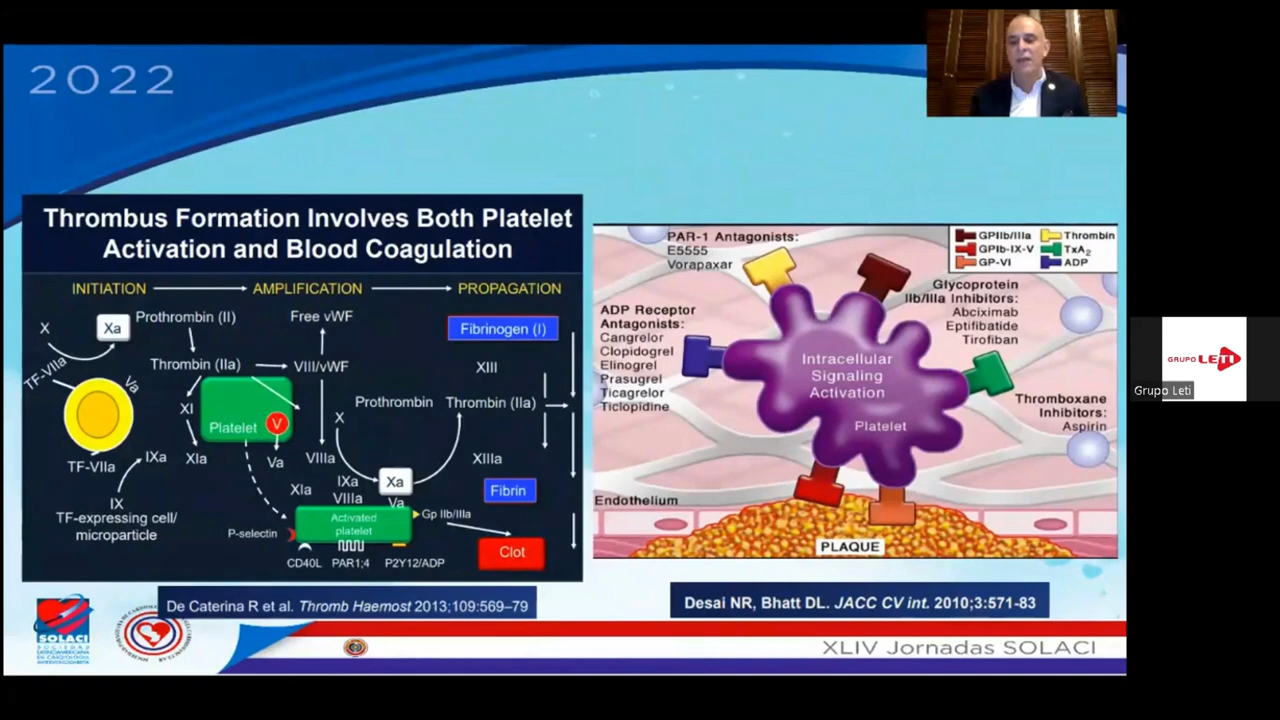 2022
Thrombus Formation Involves Both Platelet
Activation and Blood Coagulation
INITIATION
AMPLIFICATION
PROPAGATION
X
Xa
Prothrombin (II)
Free vWF
Fibrinogen (I)
TF-VIIa
Va
Thrombin (IIa)
VIII/vWF
XIII
XI
Platelet
V
X
Prothrombin
Thrombin (IIa)
TF-VIIa
IXa
XIa
Va
VIIIa
XIIIa
IX
TF-expressing cell/
microparticle
XIa
IXa
VIIIa
Xa
Va
Fibrin
P-selectin
Activated
platelet
Gp IIb/IIIa
Clot
CD40L
PAR1;4
P2Y12/ADP
De Caterina R et al. Thromb Haemost 2013;109:569–79
PAR-1 Antagonists:
E5555
Vorapaxar
GPIIb/IIIa
Thrombin
GPIb-IX-V
TxA2
GP-VI
ADP
ADP Receptor
Antagonists:
Cangrelor
Clopidogrel
Elinogrel
Prasugrel
Ticagrelor
Ticlopidine
Glycoprotein
IIb/IIIa Inhibitors:
Abciximab
Eptifibatide
Tirofiban
Intracellular
Signaling
Activation
Platelet
Thromboxane
Inhibitors:
Aspirin
Endothelium
PLAQUE
Desai NR, Bhatt DL. JACC CV int. 2010;3:571-83
SOLACI
SOCIEDAD
XLIV Jornadas SOLACI
GRUPO LETI
Grupo Leti